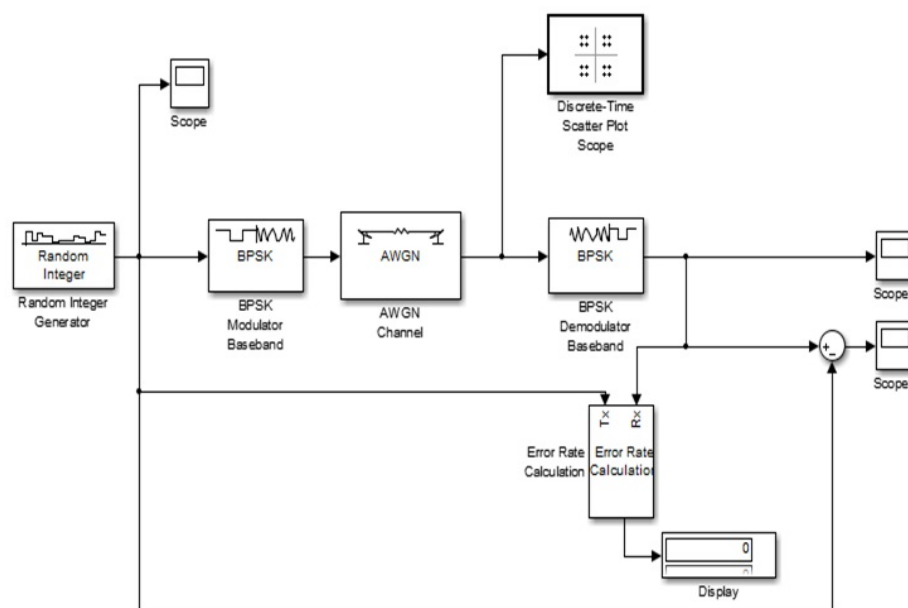 Scope
Discrete-Time
Scatter Plot
Scope
Random
Integer
Random Integer
Generator
BPSK
BPSK
Modulator
Baseband
AWGN
AWGN
Channel
BPSK
BPSK
Demodulator
Baseband
Scope
Scope
Tx
Rx
Error Rate
Calculation
Error Rate
Calculation
0
Display